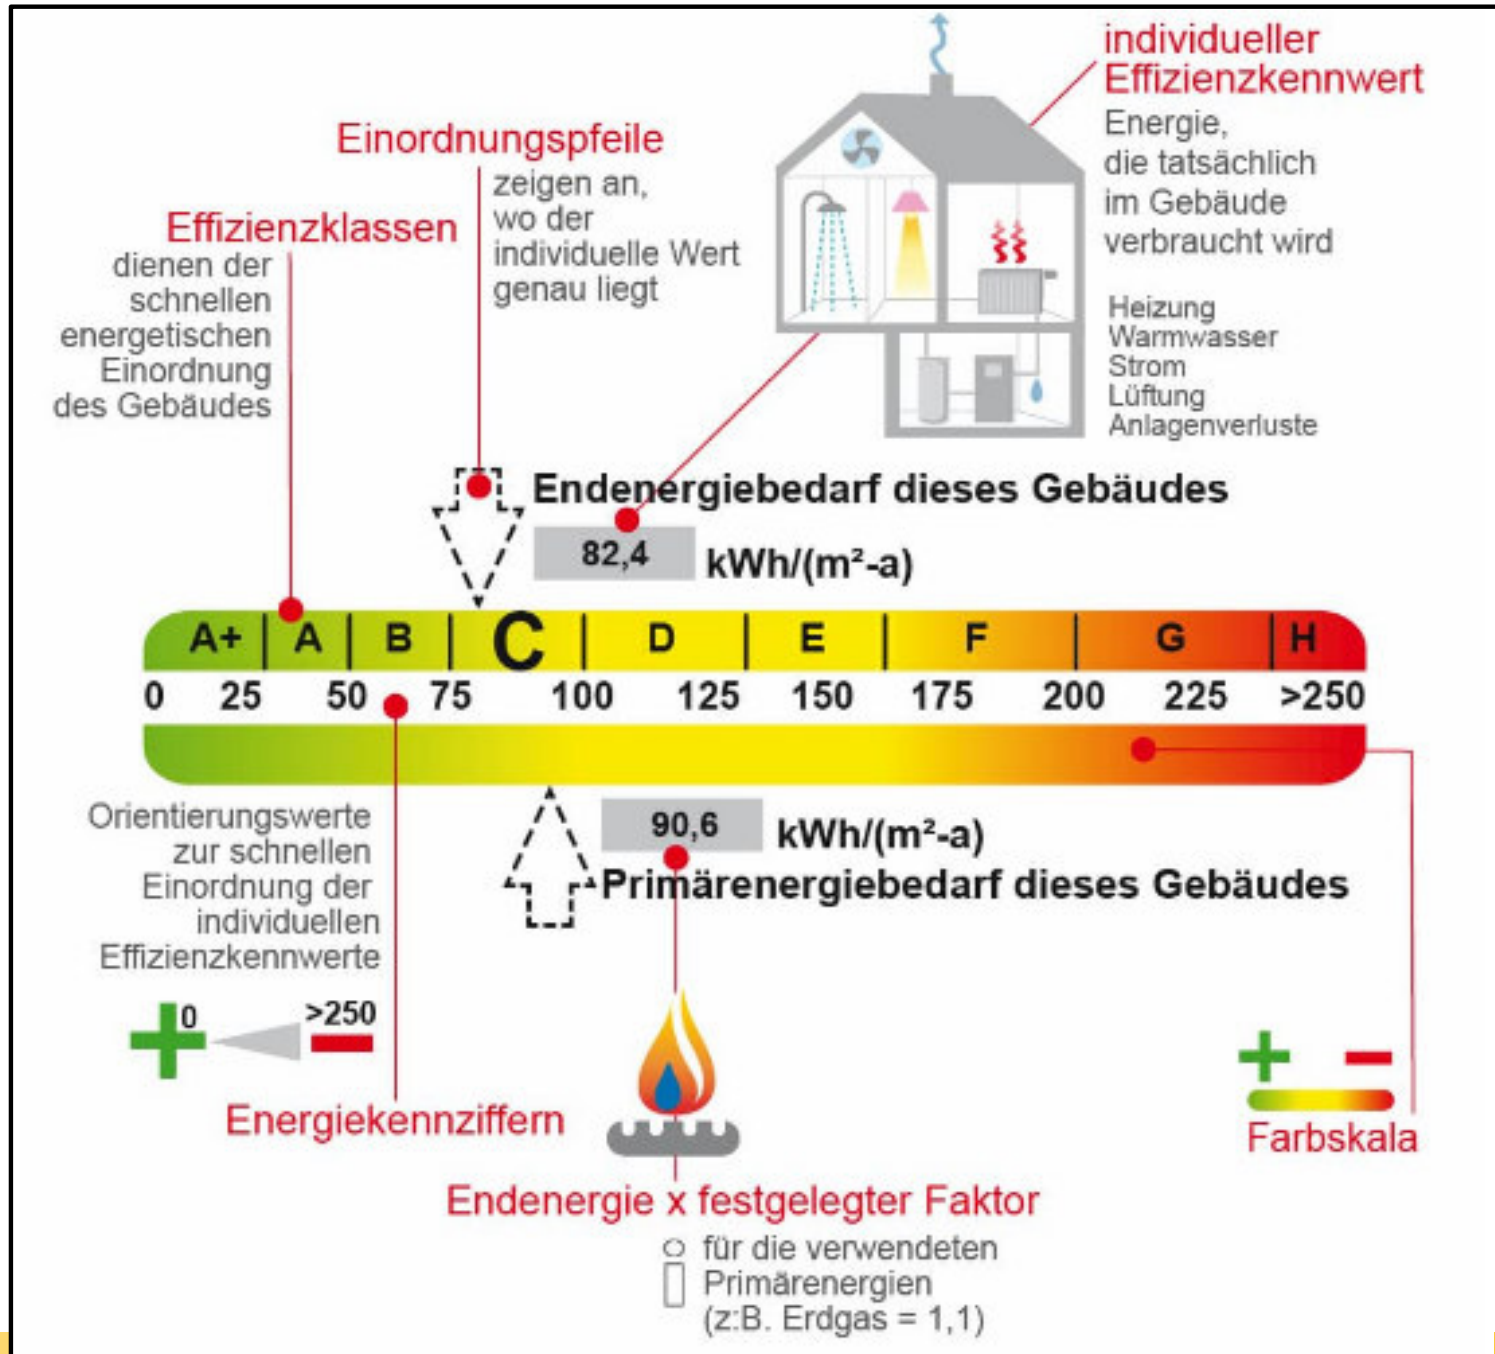 individueller
Effizienzkennwert
Energie,
die tatsächlich
im Gebäude
verbraucht wird
Heizung
Warmwasser
Strom
Lüftung
Anlagenverluste
Einordnungspfeile
zeigen an,
wo der
individuelle Wert
genau liegt
Effizienzklassen
dienen der
schnellen
energetischen
Einordnung
des Gebäudes
Endenergiebedarf dieses Gebäudes
82,4 kWh/(m²-a)
A+ A B C D E F G H
0 25 50 75 100 125 150 175 200 225 >250
90,6 kWh/(m²-a)
Primärenergiebedarf dieses Gebäudes
Orientierungswerte
zur schnellen
Einordnung der
individuellen
Effizienzkennwerte
0 >250
Energiekennziffern
Farbskala
Endenergie x festgelegter Faktor
für die verwendeten
Primärenergien
(z:B. Erdgas = 1,1)